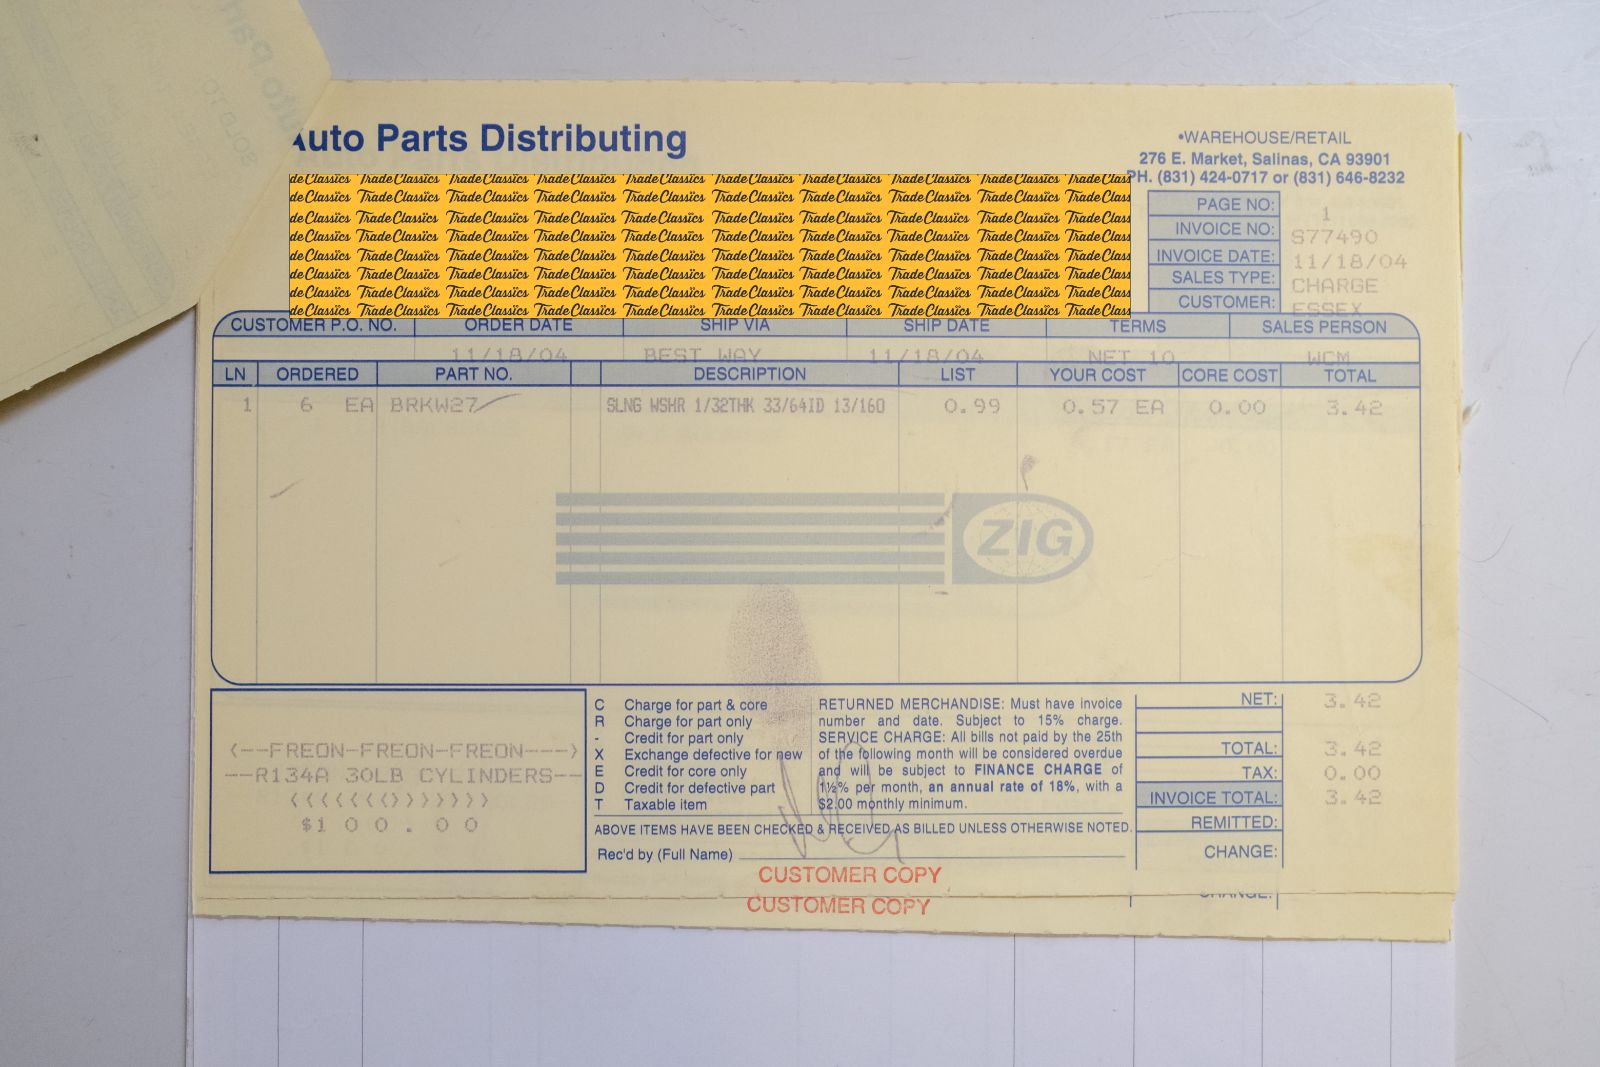 Auto Parts Distributing
•WAREHOUSE/RETAIL
276 E. Market, Salinas, CA 93901
PH. (831) 424-0717 or (831) 646-8232
Trade Classics
PAGE NO: 1
INVOICE NO: S77490
INVOICE DATE: 11/18/04
SALES TYPE: CHARGE
CUSTOMER: ESSEX
CUSTOMER P.O. NO. ORDER DATE SHIP VIA SHIP DATE TERMS SALES PERSON
11/18/04 BEST WAY 11/18/04 NET 10 WCM
LN ORDERED PART NO. DESCRIPTION LIST YOUR COST CORE COST TOTAL
1 6 EA BRKW27 SLNG WSHR 1/32THK 33/64ID 13/16O 0.99 0.57 EA 0.00 3.42
ZIG
<--FREON-FREON-FREON--->
--R134A 30LB CYLINDERS--
<<<<<<<>>>>>>>
$1 0 0 . 0 0
C Charge for part & core
R Charge for part only
- Credit for part only
X Exchange defective for new
E Credit for core only
D Credit for defective part
T Taxable item
RETURNED MERCHANDISE: Must have invoice
number and date. Subject to 15% charge.
SERVICE CHARGE: All bills not paid by the 25th
of the following month will be considered overdue
and will be subject to FINANCE CHARGE of
1½% per month, an annual rate of 18%, with a
$2.00 monthly minimum.
ABOVE ITEMS HAVE BEEN CHECKED & RECEIVED AS BILLED UNLESS OTHERWISE NOTED.
Rec'd by (Full Name)
NET: 3.42
TOTAL: 3.42
TAX: 0.00
INVOICE TOTAL: 3.42
REMITTED:
CHANGE:
CUSTOMER COPY
CUSTOMER COPY
CHANGE: